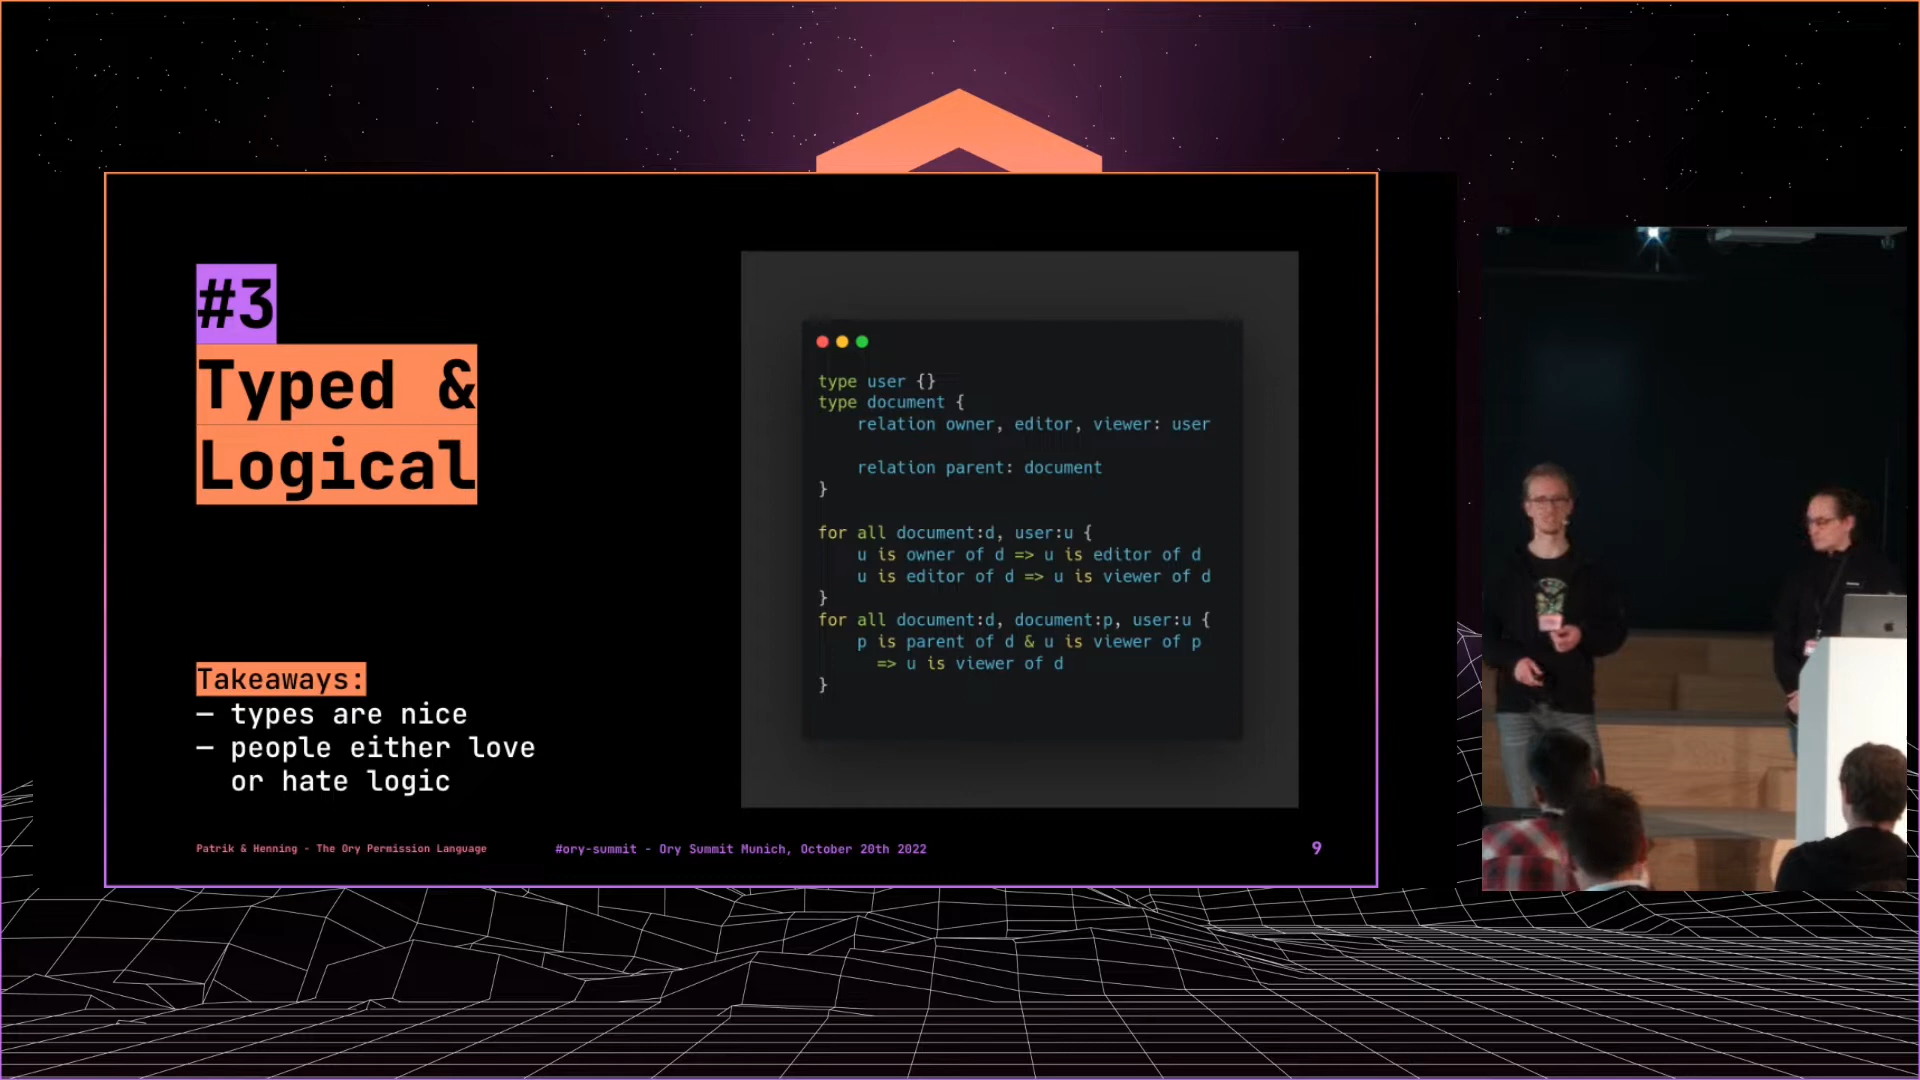 #3
Typed &
Logical
Takeaways:
– types are nice
– people either love
or hate logic
type user {}
type document {
relation owner, editor, viewer: user
relation parent: document
}
for all document:d, user:u {
u is owner of d => u is editor of d
u is editor of d => u is viewer of d
}
for all document:d, document:p, user:u {
p is parent of d & u is viewer of p
=> u is viewer of d
}
Patrik & Henning - The Ory Permission Language
#ory-summit - Ory Summit Munich, October 20th 2022
9